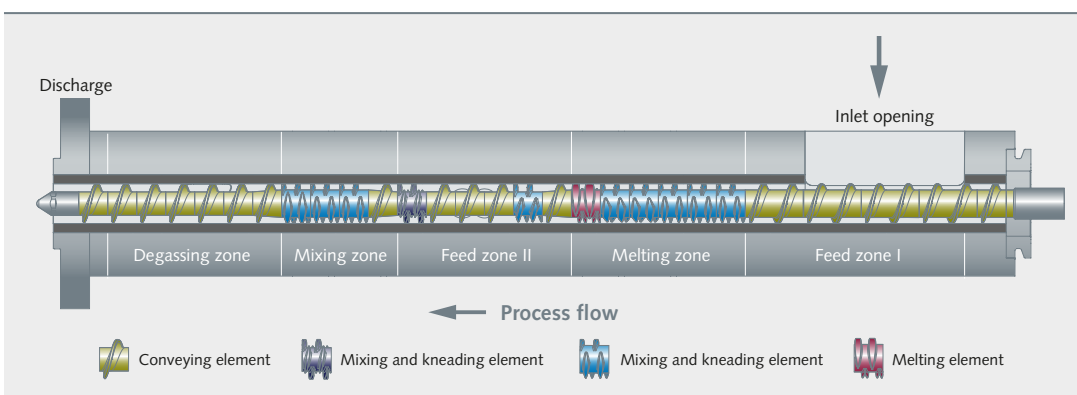 Discharge
Inlet opening
Degassing zone
Mixing zone
Feed zone II
Melting zone
Feed zone I
Process flow
Conveying element
Mixing and kneading element
Mixing and kneading element
Melting element